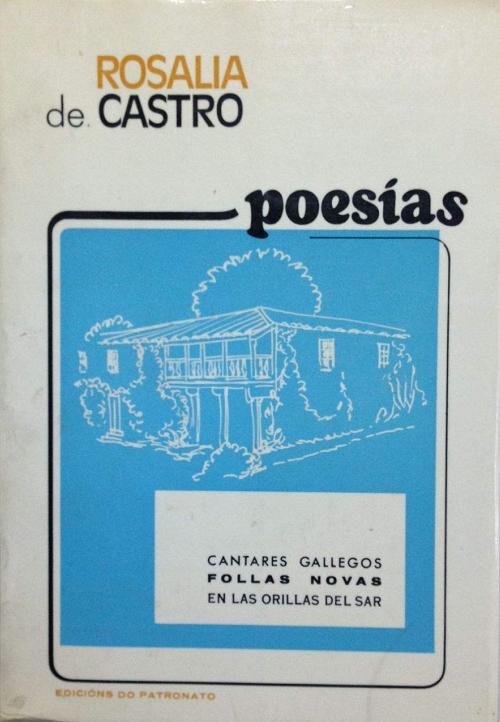 ROSALIA
de. CASTRO
poesías
CANTARES GALLEGOS
FOLLAS NOVAS
EN LAS ORILLAS DEL SAR
EDICIÓNS DO PATRONATO